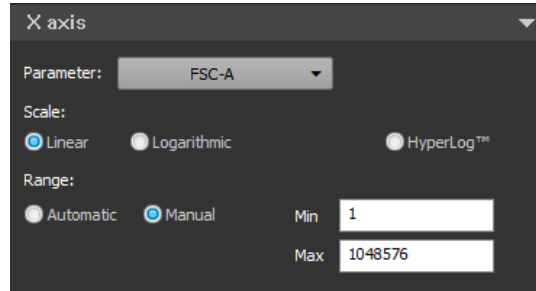 X axis
Parameter: FSC-A
Scale:
Linear Logarithmic HyperLog™
Range:
Automatic Manual Min 1
Max 1048576